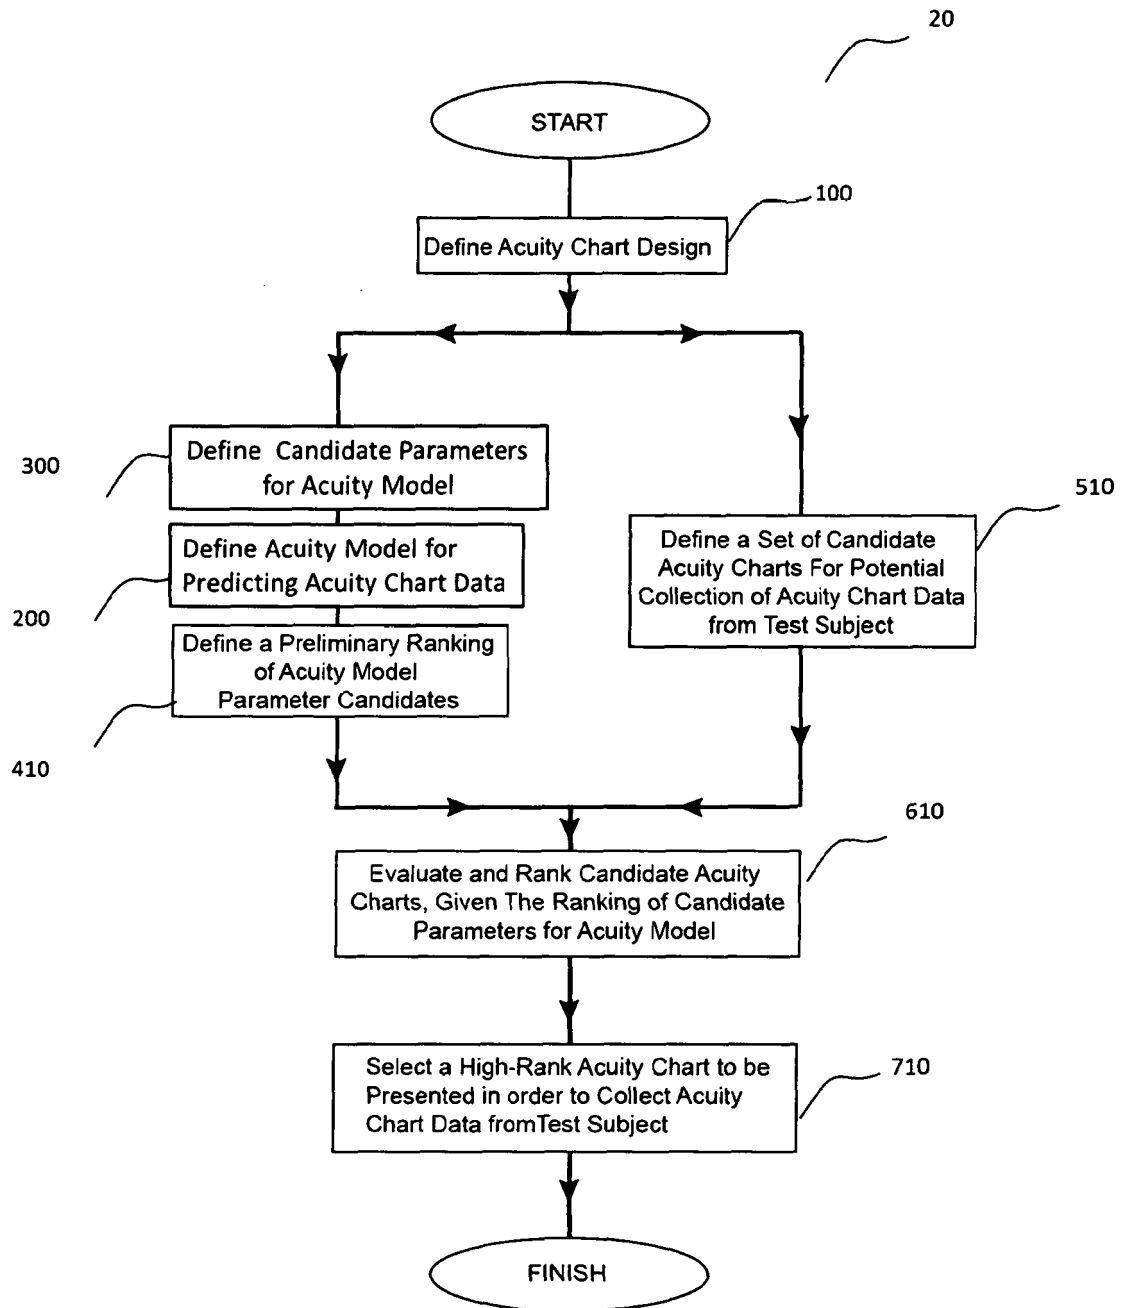 20
START
100
Define Acuity Chart Design
300
Define Candidate Parameters
for Acuity Model
510
Define a Set of Candidate
Acuity Charts For Potential
Collection of Acuity Chart Data
from Test Subject
Define Acuity Model for
Predicting Acuity Chart Data
200
Define a Preliminary Ranking
of Acuity Model
Parameter Candidates
410
610
Evaluate and Rank Candidate Acuity
Charts, Given The Ranking of Candidate
Parameters for Acuity Model
710
Select a High-Rank Acuity Chart to be
Presented in order to Collect Acuity
Chart Data fromTest Subject
FINISH